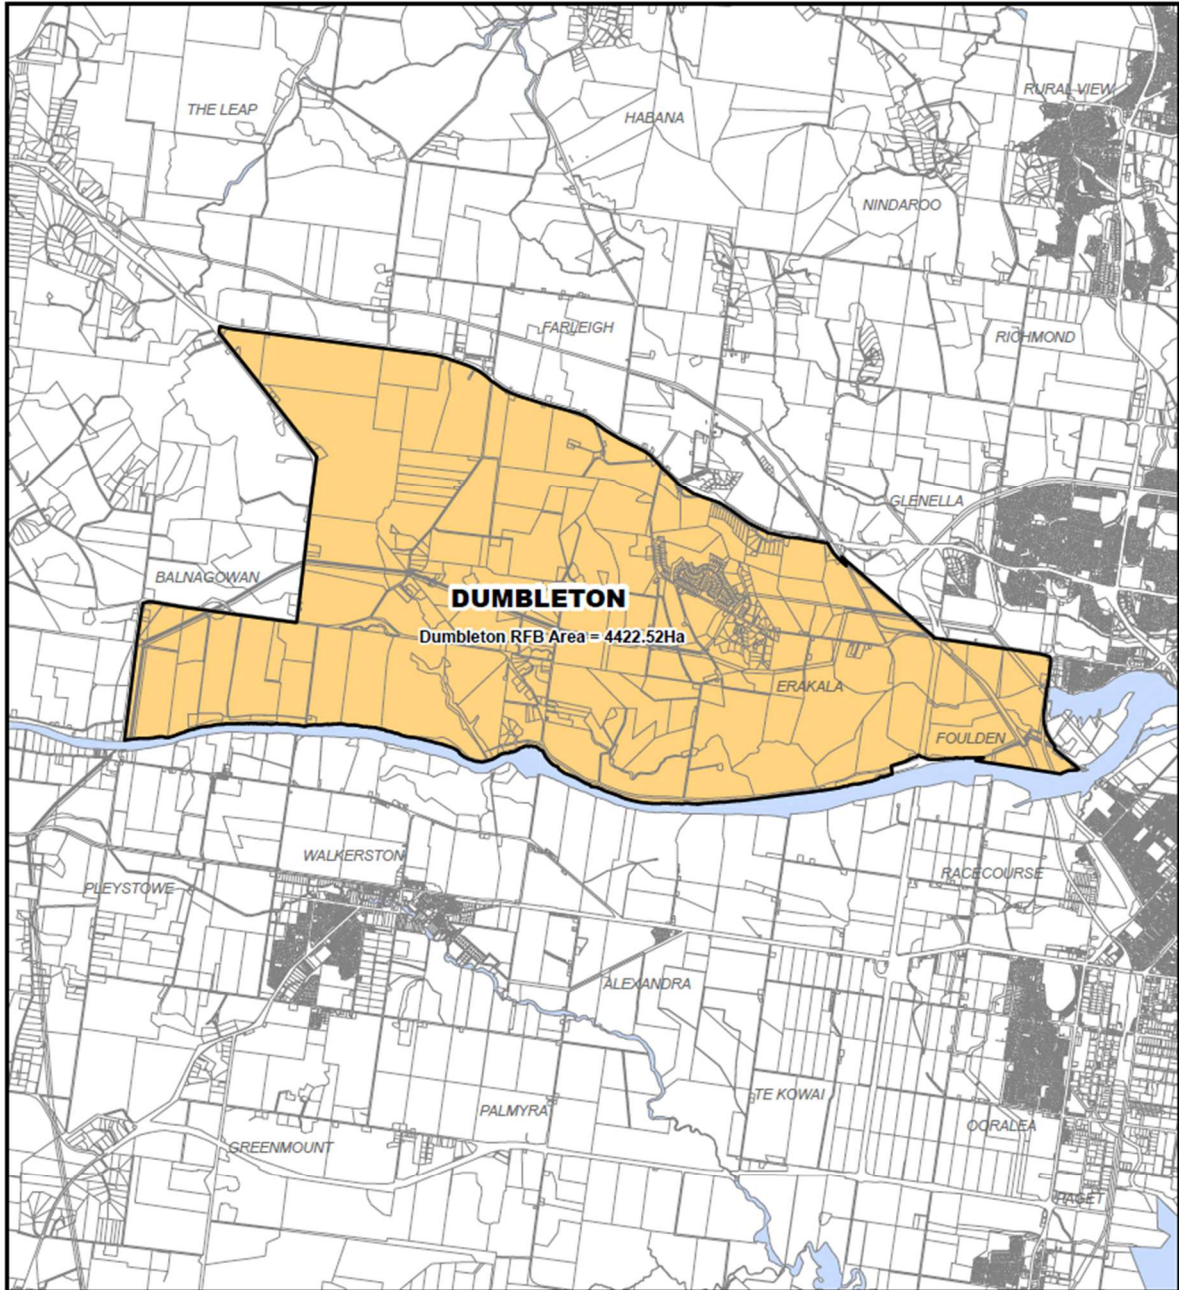 RURAL VIEW
THE LEAP
HABANA
NINDAROO
FARLEIGH
RICHMOND
GLENELLA
BALNAGOWAN
DUMBLETON
Dumbleton RFB Area = 4422.52Ha
ERAKALA
FOULDEN
WALKERSTON
RACECOURSE
PLEYSTOWE
ALEXANDRA
TE KOWAI
PALMYRA
OORALEA
GREENMOUNT
PAGET